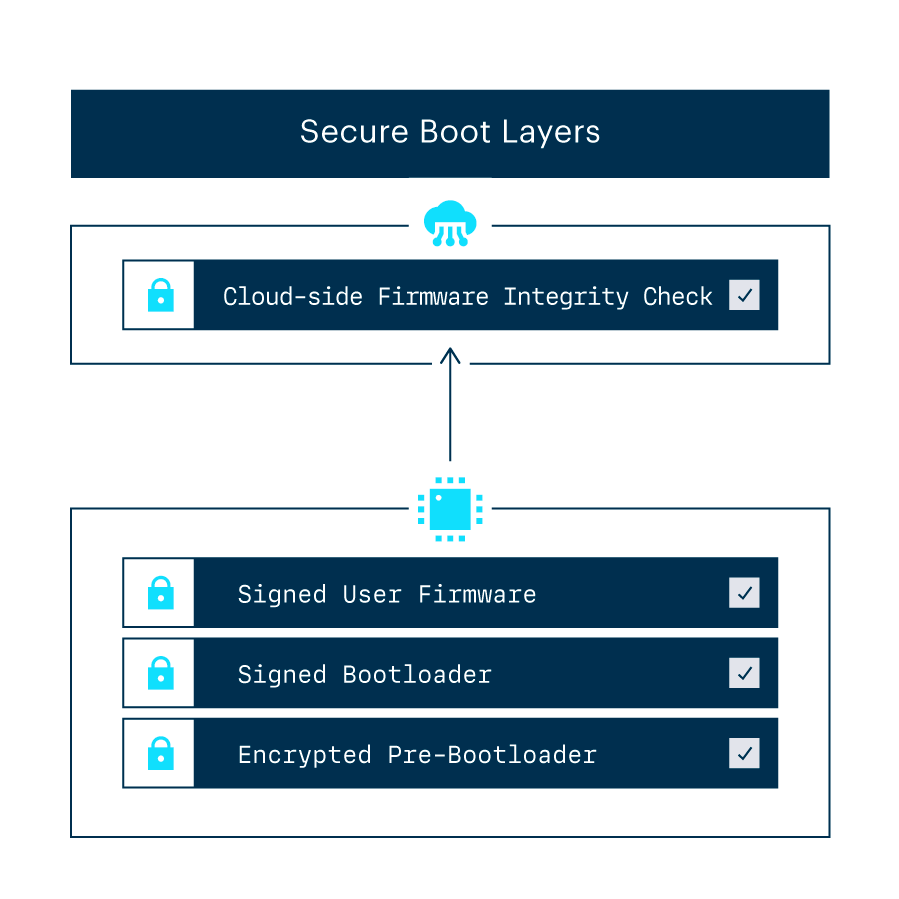 Secure Boot Layers
Cloud-side Firmware Integrity Check
Signed User Firmware
Signed Bootloader
Encrypted Pre-Bootloader